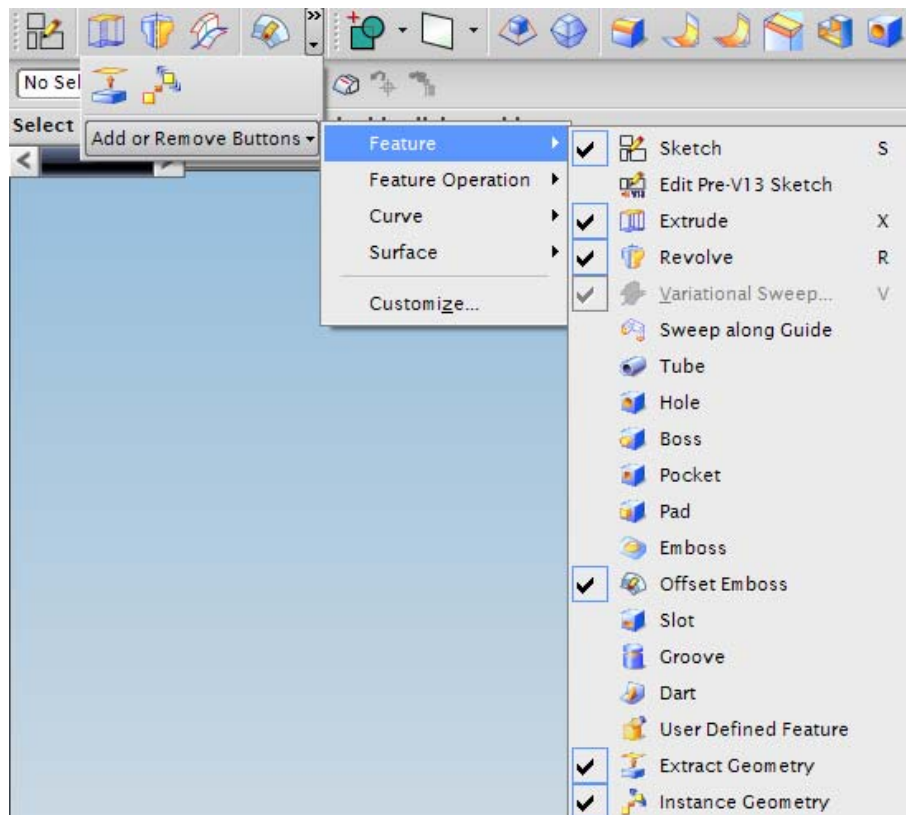 No Sel
Select
Add or Remove Buttons
Feature
Feature Operation
Curve
Surface
Customize...
Sketch S
Edit Pre-V13 Sketch
Extrude X
Revolve R
Variational Sweep... V
Sweep along Guide
Tube
Hole
Boss
Pocket
Pad
Emboss
Offset Emboss
Slot
Groove
Dart
User Defined Feature
Extract Geometry
Instance Geometry